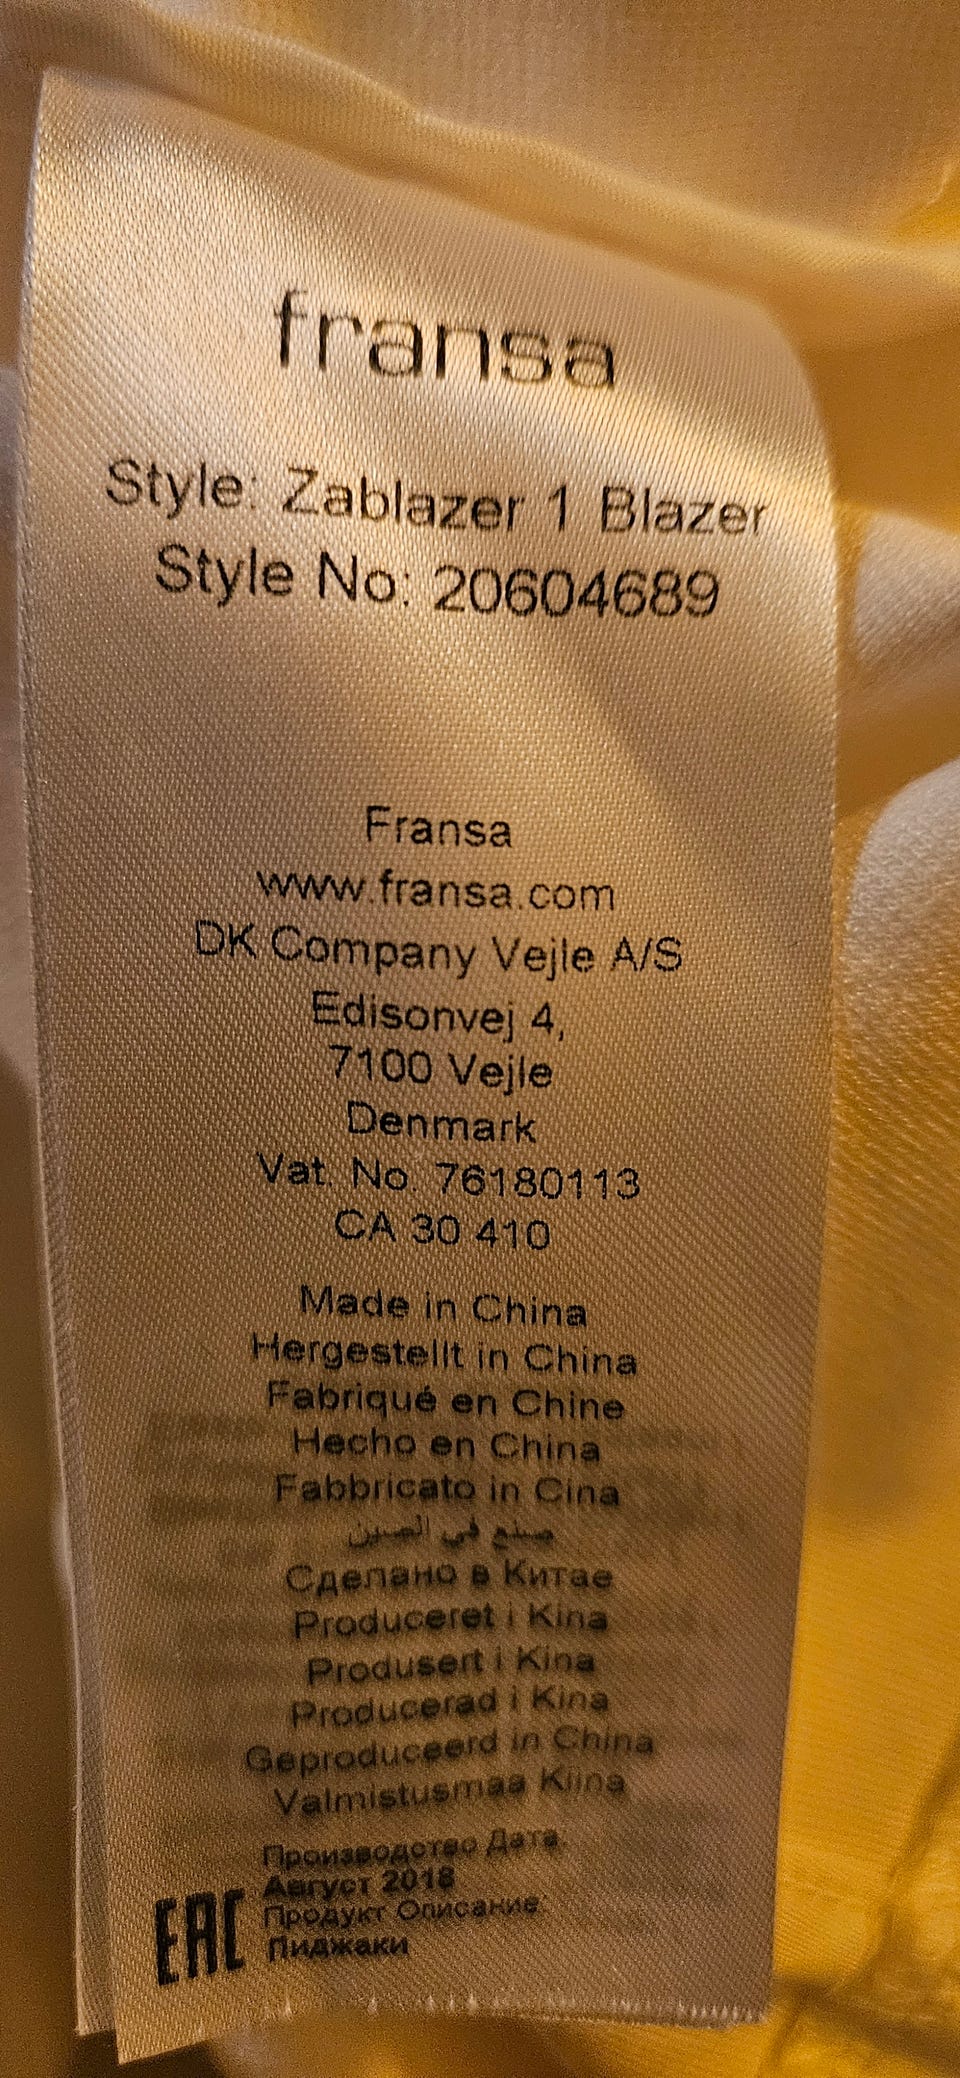 fransa
Style: Zablazer 1 Blazer
Style No: 20604689
Fransa
www.fransa.com
DK Company Vejle A/S
Edisonvej 4,
7100 Vejle
Denmark
Vat. No. 76180113
CA 30 410
Made in China
Hergestellt in China
Fabriqué en Chine
Hecho en China
Fabbricato in Cina
صنع في الصين
Сделано в Китае
Produceret i Kina
Produsert i Kina
Producerad i Kina
Geproduceerd in China
Valmistusmaa Kiina
Производство Дата:
Август 2018
Продукт Описание:
Пиджаки
EAC